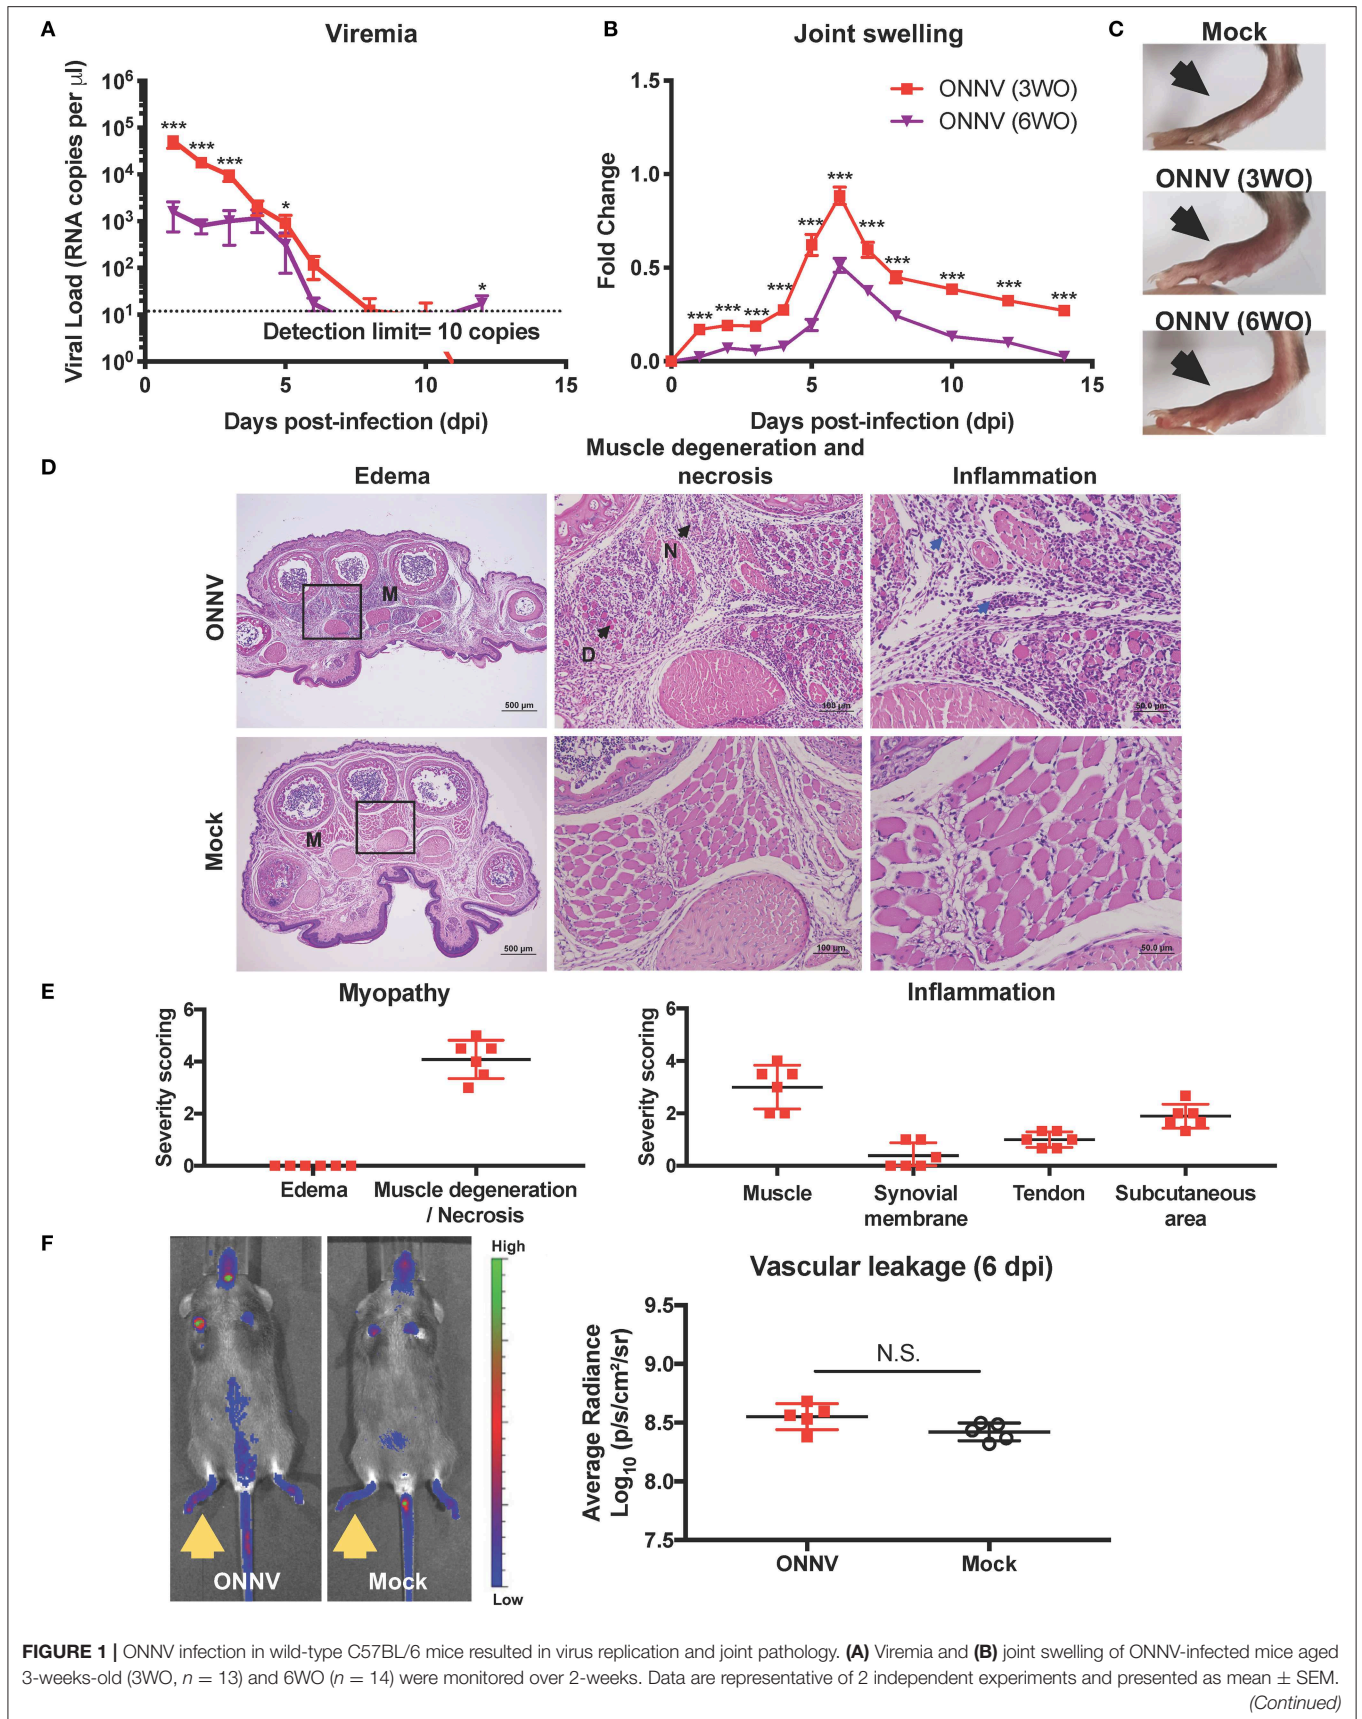 A
Viremia
Viral Load (RNA copies per µl)
10⁶
10⁵
10⁴
10³
10²
10¹
10⁰
***
***
***
*
*
Detection limit= 10 copies
0
5
10
15
Days post-infection (dpi)
B
Joint swelling
Fold Change
1.5
1.0
0.5
0.0
ONNV (3WO)
ONNV (6WO)
***
***
***
***
***
***
***
***
***
***
***
0
5
10
15
Days post-infection (dpi)
C
Mock
ONNV (3WO)
ONNV (6WO)
D
Edema
Muscle degeneration and
necrosis
Inflammation
ONNV
M
500 µm
N
D
100 µm
50.0 µm
Mock
M
500 µm
100 µm
50.0 µm
E
Myopathy
Severity scoring
6
4
2
0
Edema
Muscle degeneration
/ Necrosis
Inflammation
Severity scoring
6
4
2
0
Muscle
Synovial
membrane
Tendon
Subcutaneous
area
F
ONNV
Mock
High
Low
Vascular leakage (6 dpi)
Average Radiance
Log₁₀ (p/s/cm²/sr)
9.5
9.0
8.5
8.0
7.5
N.S.
ONNV
Mock
FIGURE 1 | ONNV infection in wild-type C57BL/6 mice resulted in virus replication and joint pathology. (A) Viremia and (B) joint swelling of ONNV-infected mice aged
3-weeks-old (3WO, n = 13) and 6WO (n = 14) were monitored over 2-weeks. Data are representative of 2 independent experiments and presented as mean ± SEM.
(Continued)